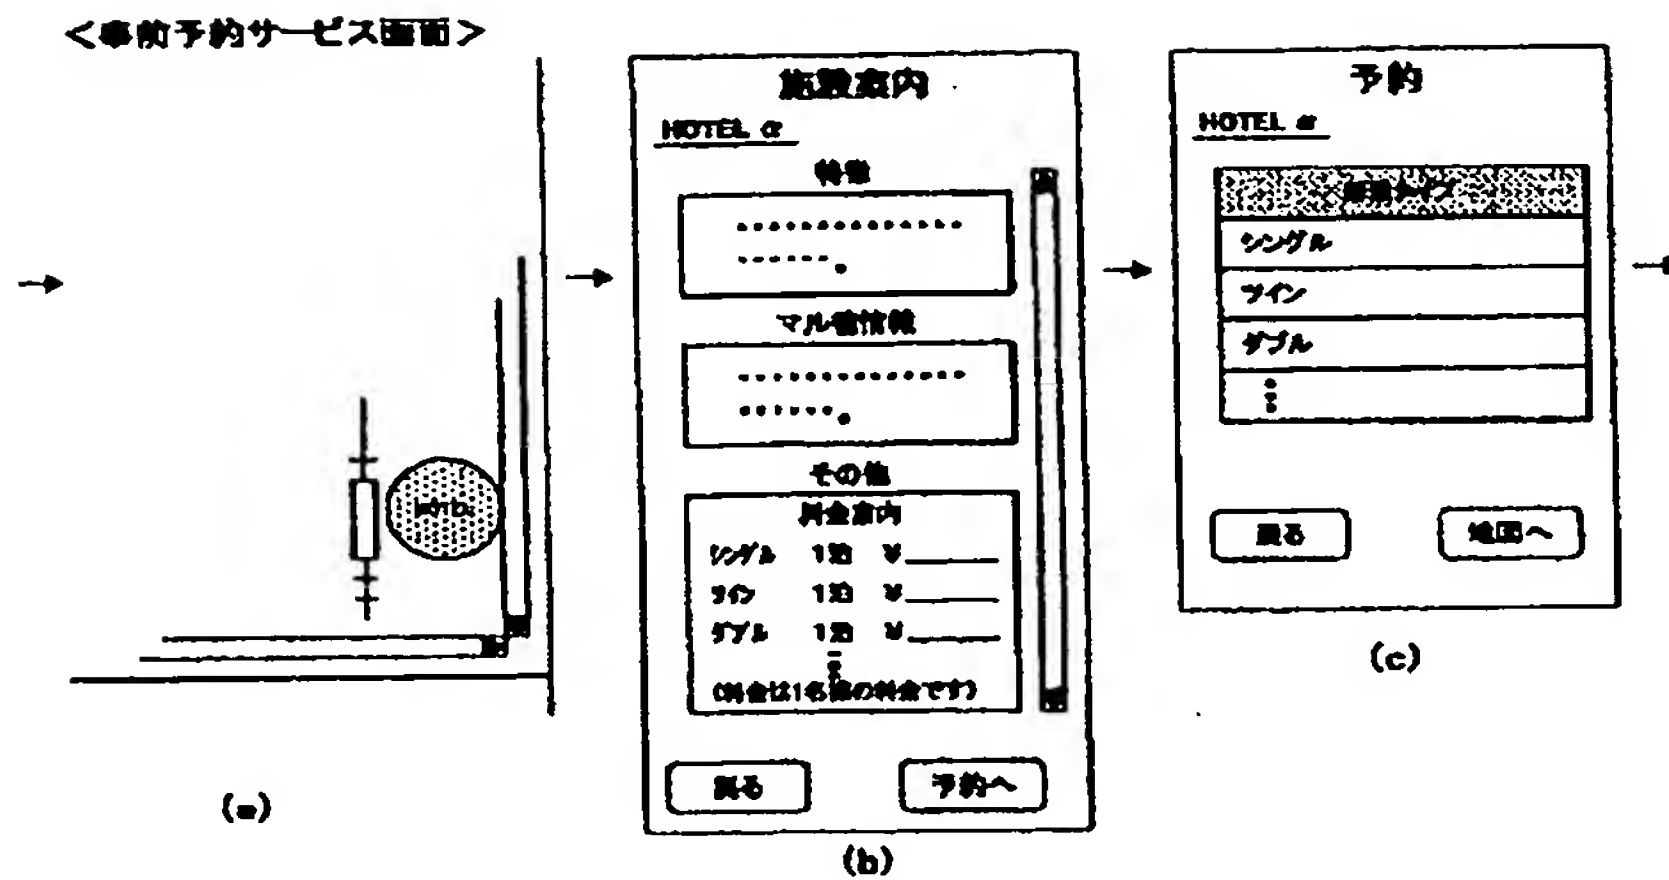 <事前予約サービス画面>
HOTEL
(a)
施設案内
HOTEL α
特徴
マル得情報
その他
料金案内
シングル 1泊 ¥
ツイン 1泊 ¥
ダブル 1泊 ¥
(料金は1名様の料金です)
戻る
予約へ
(b)
予約
HOTEL α
部屋タイプ
シングル
ツイン
ダブル
戻る
地図へ
(c)